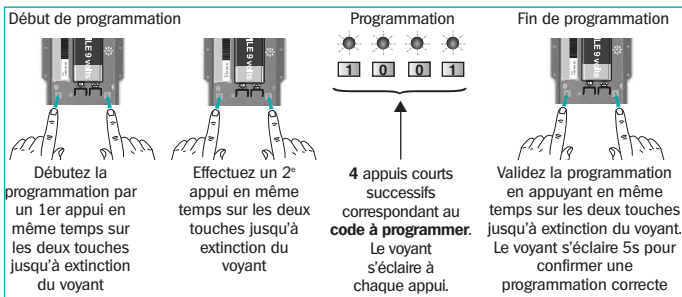 Début de programmation
Programmation
Fin de programmation
ILE 9 volts
ILE 9 volts
1 0 0 1
ILE 9 volts
Débutez la
programmation par
un 1er appui en
même temps sur
les deux touches
jusqu'à extinction
du voyant
Effectuez un 2e
appui en même
temps sur les deux
touches jusqu'à
extinction du
voyant
4 appuis courts
successifs
correspondant au
code à programmer.
Le voyant
s'éclaire à
chaque appui.
Validez la programmation
en appuyant en même
temps sur les deux touches
jusqu'à extinction du voyant.
Le voyant s'éclaire 5s pour
confirmer une
programmation correcte